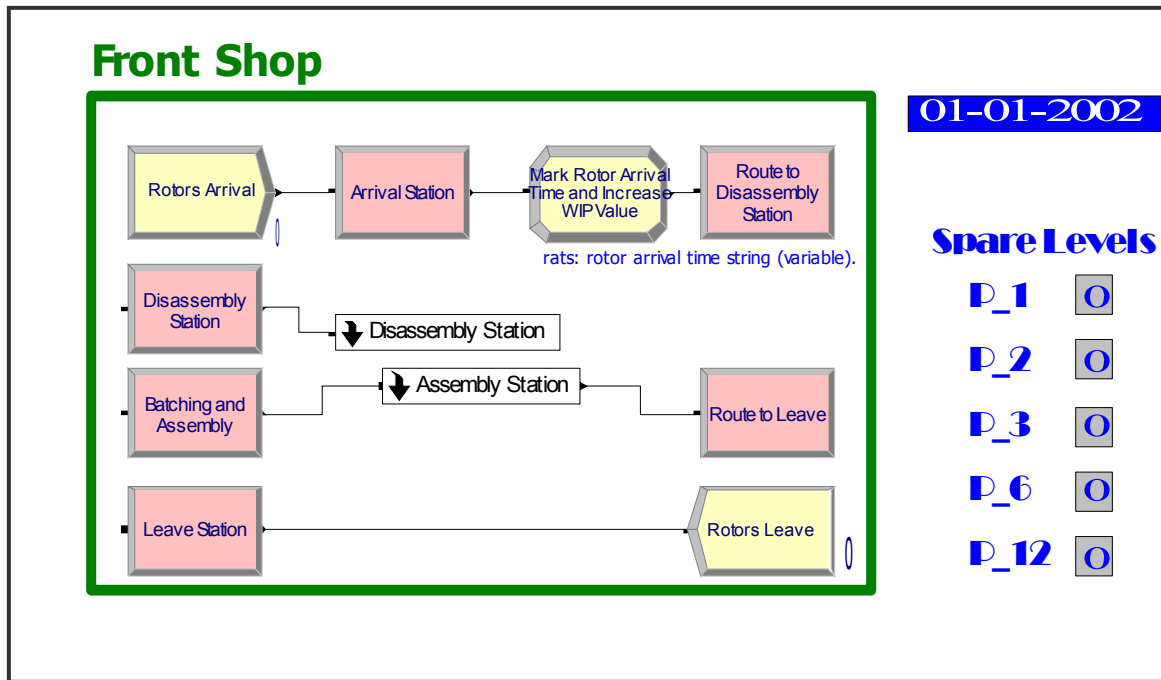 Front Shop
01-01-2002
Rotors Arrival
0
Arrival Station
Mark Rotor Arrival
Time and Increase
WIP Value
Route to
Disassembly
Station
rats: rotor arrival time string (variable).
Disassembly
Station
Disassembly Station
Batching and
Assembly
Assembly Station
Route to Leave
Leave Station
Rotors Leave
0
Spare Levels
P_1 0
P_2 0
P_3 0
P_6 0
P_12 0